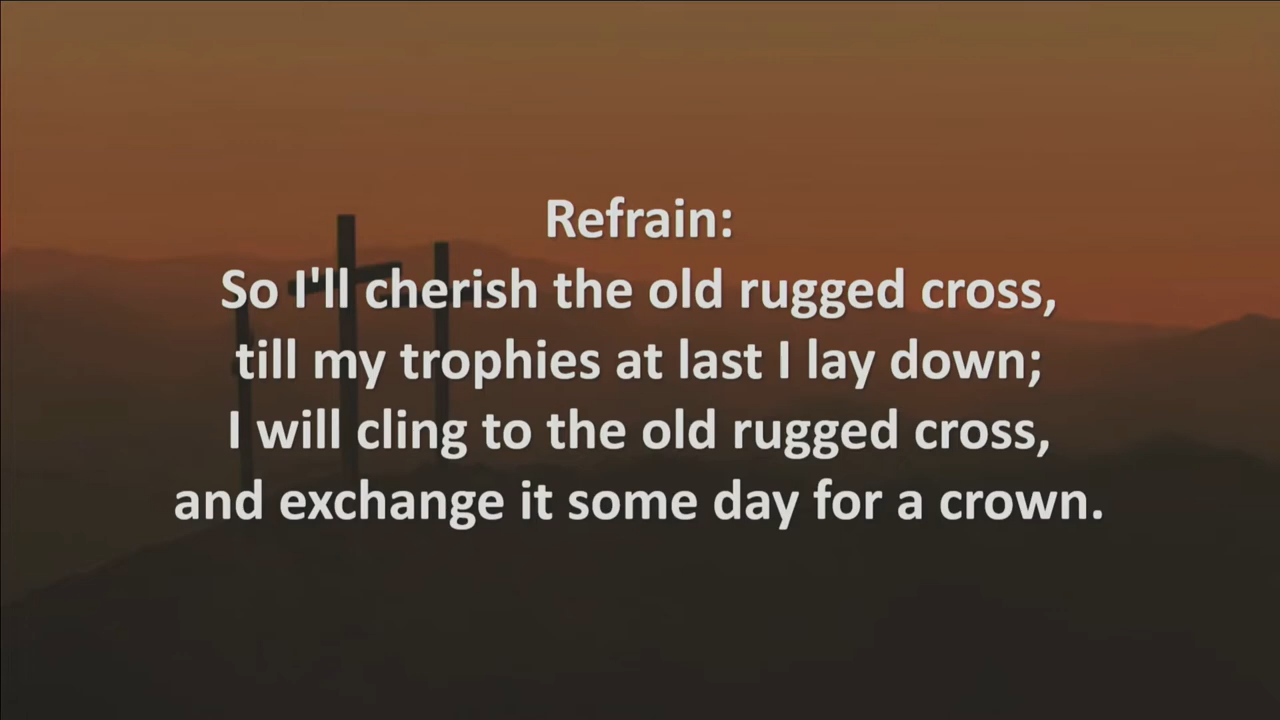 Refrain:
So I'll cherish the old rugged cross,
till my trophies at last I lay down;
I will cling to the old rugged cross,
and exchange it some day for a crown.